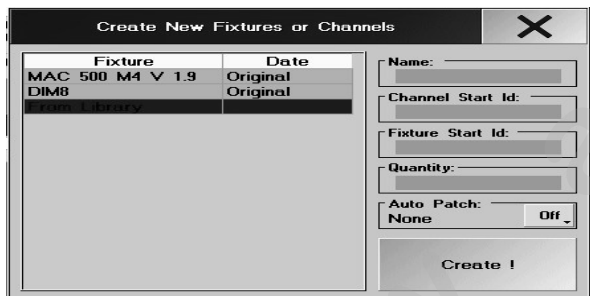 Create New Fixtures or Channels
Fixture Date
MAC 500 M4 V 1.9 Original
DIM8 Original
From Library
Name:
Channel Start Id:
Fixture Start Id:
Quantity:
Auto Patch:
None Off
Create !